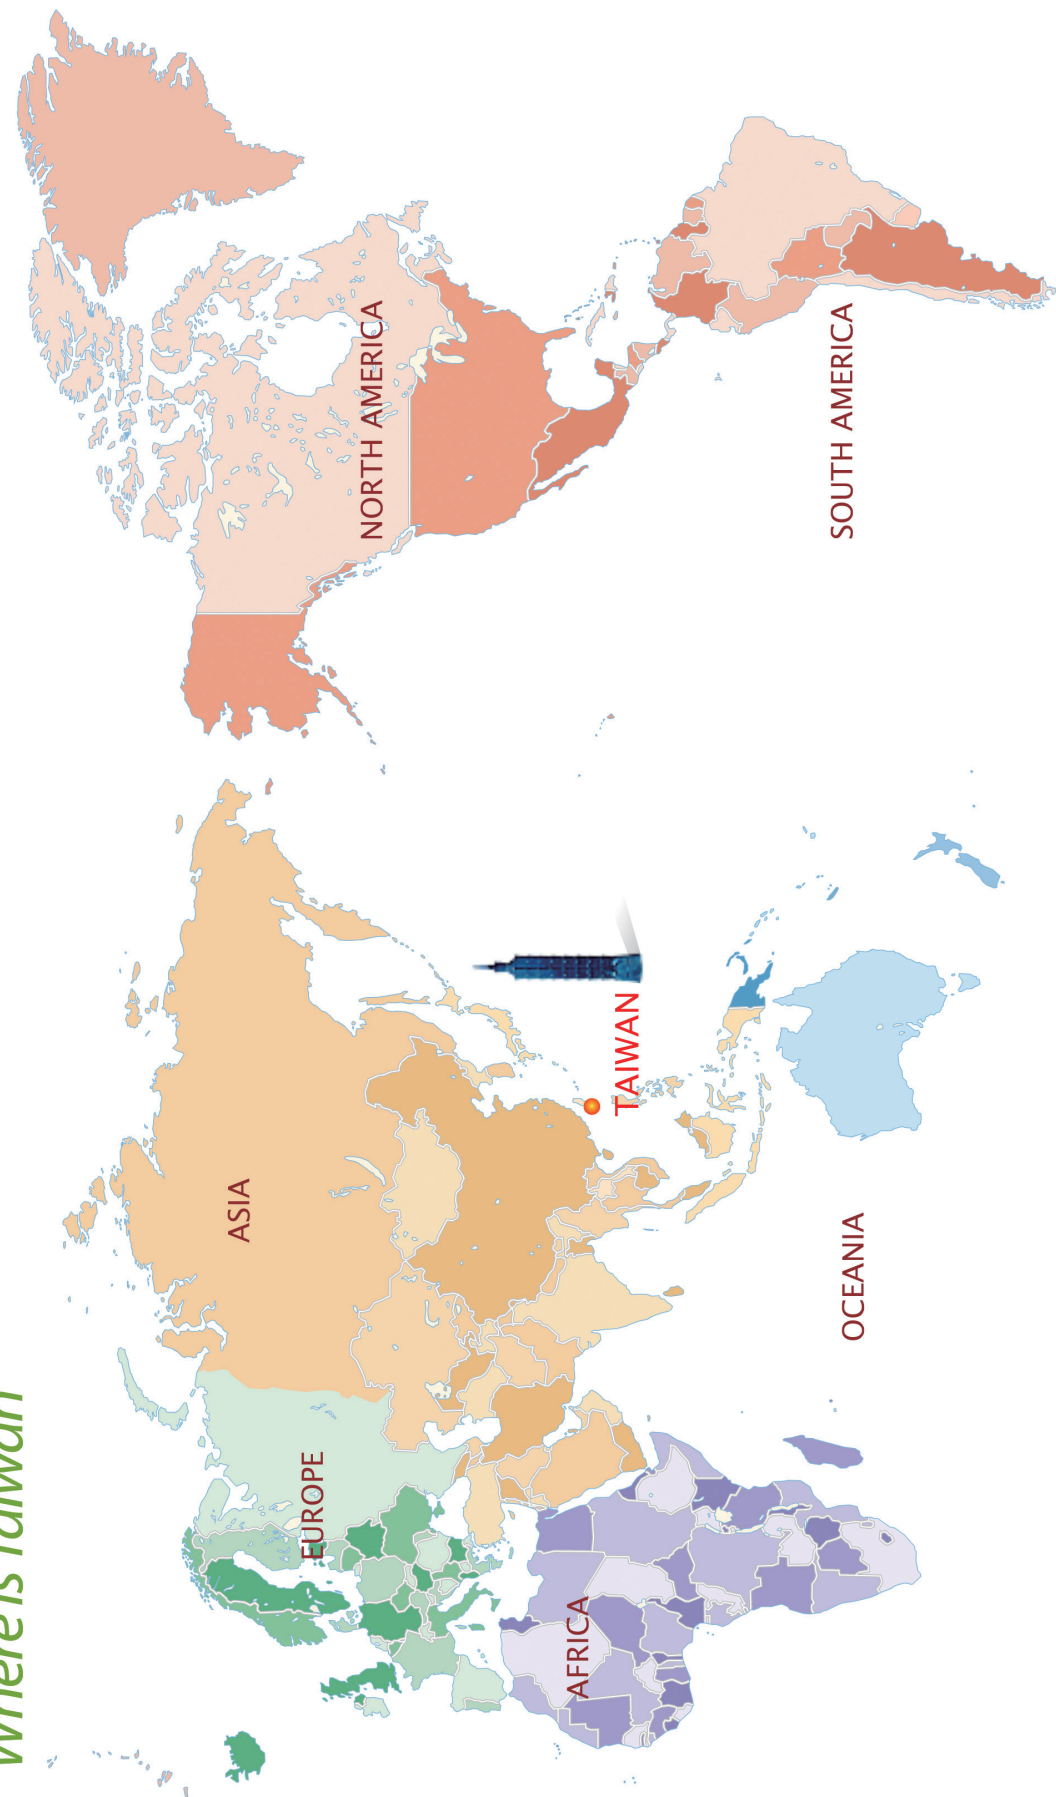 where is Taiwan
NORTH AMERICA
ASIA
EUROPE
TAIWAN
AFRICA
SOUTH AMERICA
OCEANIA